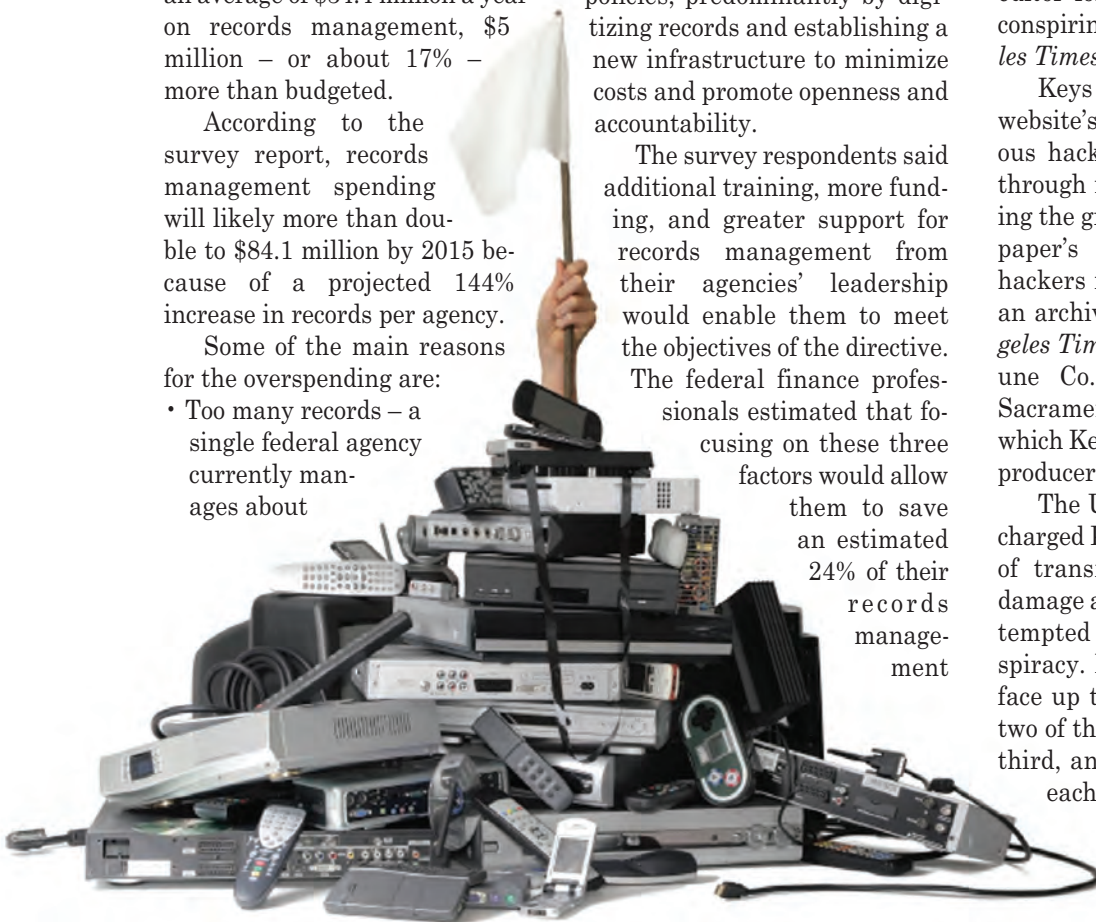 an average of $34.4 million a year
on records management, $5
million – or about 17% –
more than budgeted.
According to the
survey report, records
management spending
will likely more than dou-
ble to $84.1 million by 2015 be-
cause of a projected 144%
increase in records per agency.
Some of the main reasons
for the overspending are:
• Too many records – a
single federal agency
currently man-
ages about
policies, predominantly by digi-
tizing records and establishing a
new infrastructure to minimize
costs and promote openness and
accountability.
The survey respondents said
additional training, more fund-
ing, and greater support for
records management from
their agencies' leadership
would enable them to meet
the objectives of the directive.
The federal finance profes-
sionals estimated that fo-
cusing on these three
factors would allow
them to save
an estimated
24% of their
records
manage-
ment
conspirin
les Times
Keys
website's
ous hack
through
ing the g
paper's
hackers
an archiv
geles Tim
une Co.
Sacrame
which Ke
producer
The U
charged
of trans
damage a
tempted
spiracy.
face up t
two of th
third, an
each